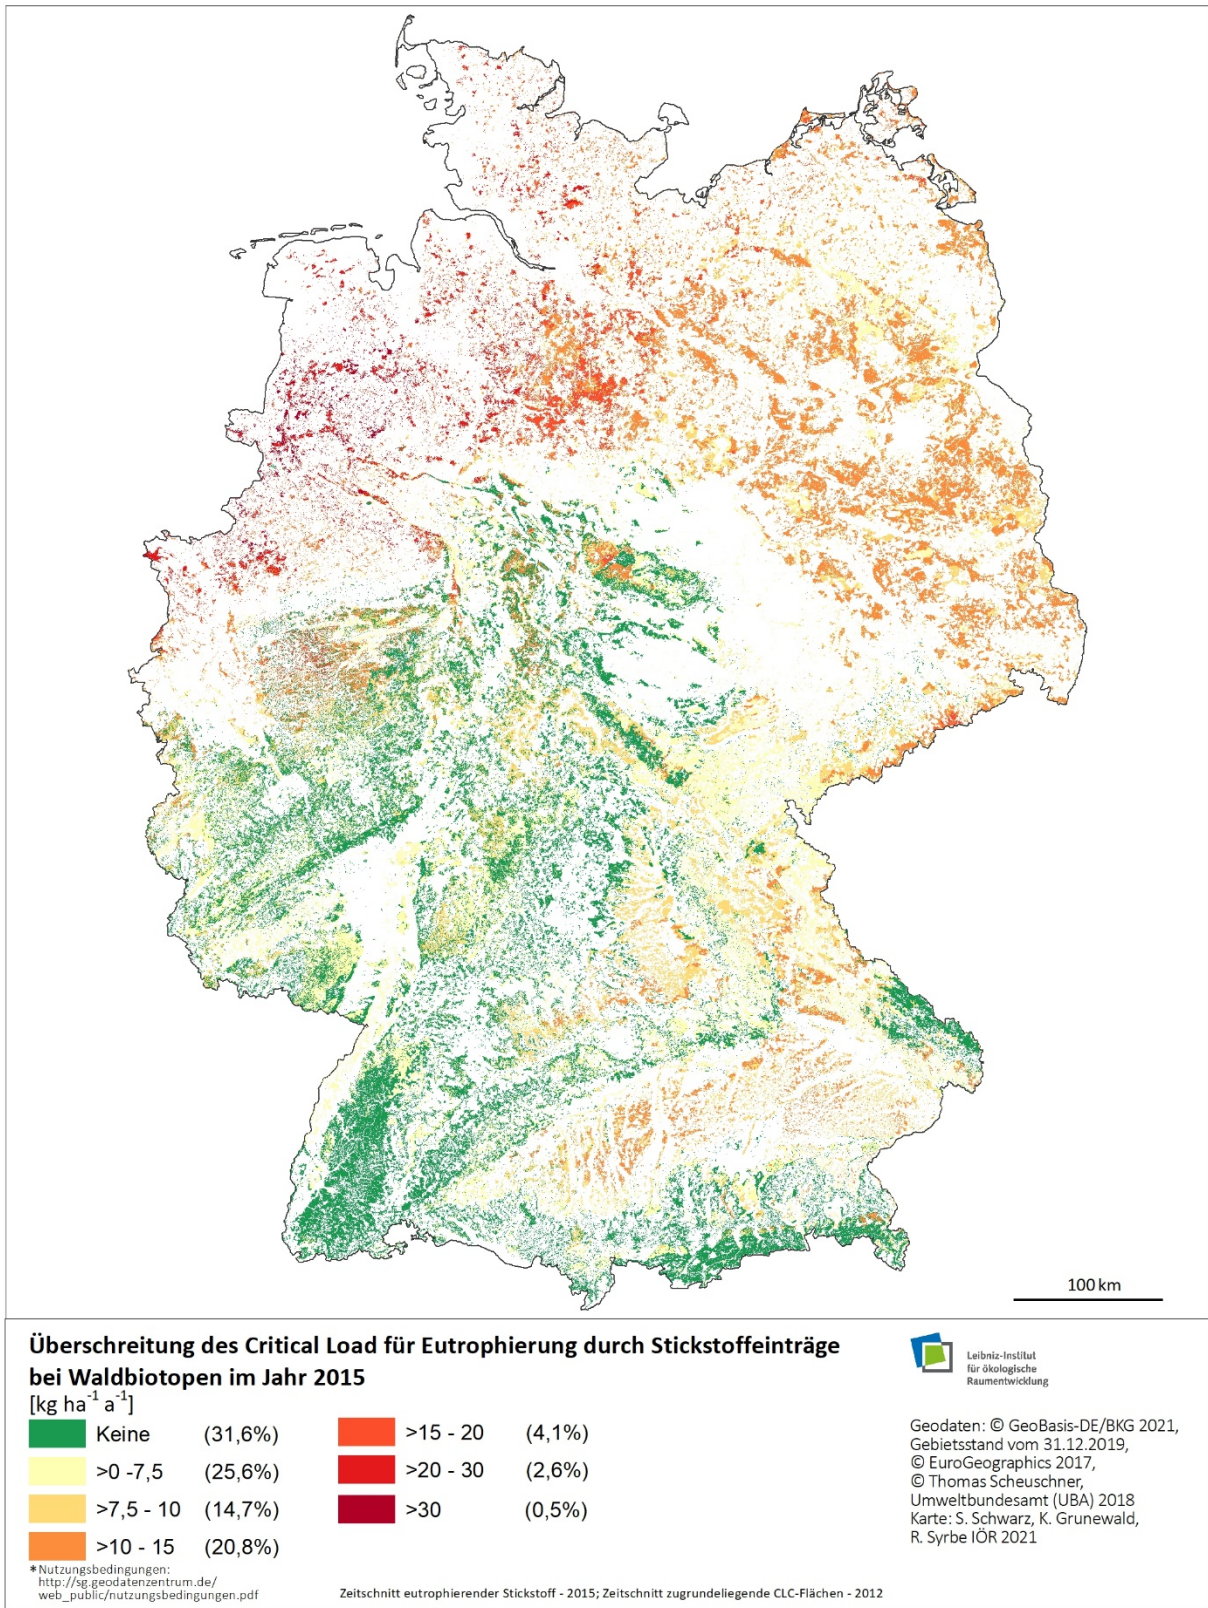 100 km
Überschreitung des Critical Load für Eutrophierung durch Stickstoffeinträge
bei Waldbiotopen im Jahr 2015
[kg ha⁻¹ a⁻¹]
Keine (31,6%)
>0 -7,5 (25,6%)
>7,5 - 10 (14,7%)
>10 - 15 (20,8%)
>15 - 20 (4,1%)
>20 - 30 (2,6%)
>30 (0,5%)
*Nutzungsbedingungen:
http://sg.geodatenzentrum.de/
web_public/nutzungsbedingungen.pdf
Zeitschnitt eutrophierender Stickstoff - 2015; Zeitschnitt zugrundeliegende CLC-Flächen - 2012
Leibniz-Institut
für ökologische
Raumentwicklung
Geodaten: © GeoBasis-DE/BKG 2021,
Gebietsstand vom 31.12.2019,
© EuroGeographics 2017,
© Thomas Scheuschner,
Umweltbundesamt (UBA) 2018
Karte: S. Schwarz, K. Grunewald,
R. Syrbe IÖR 2021